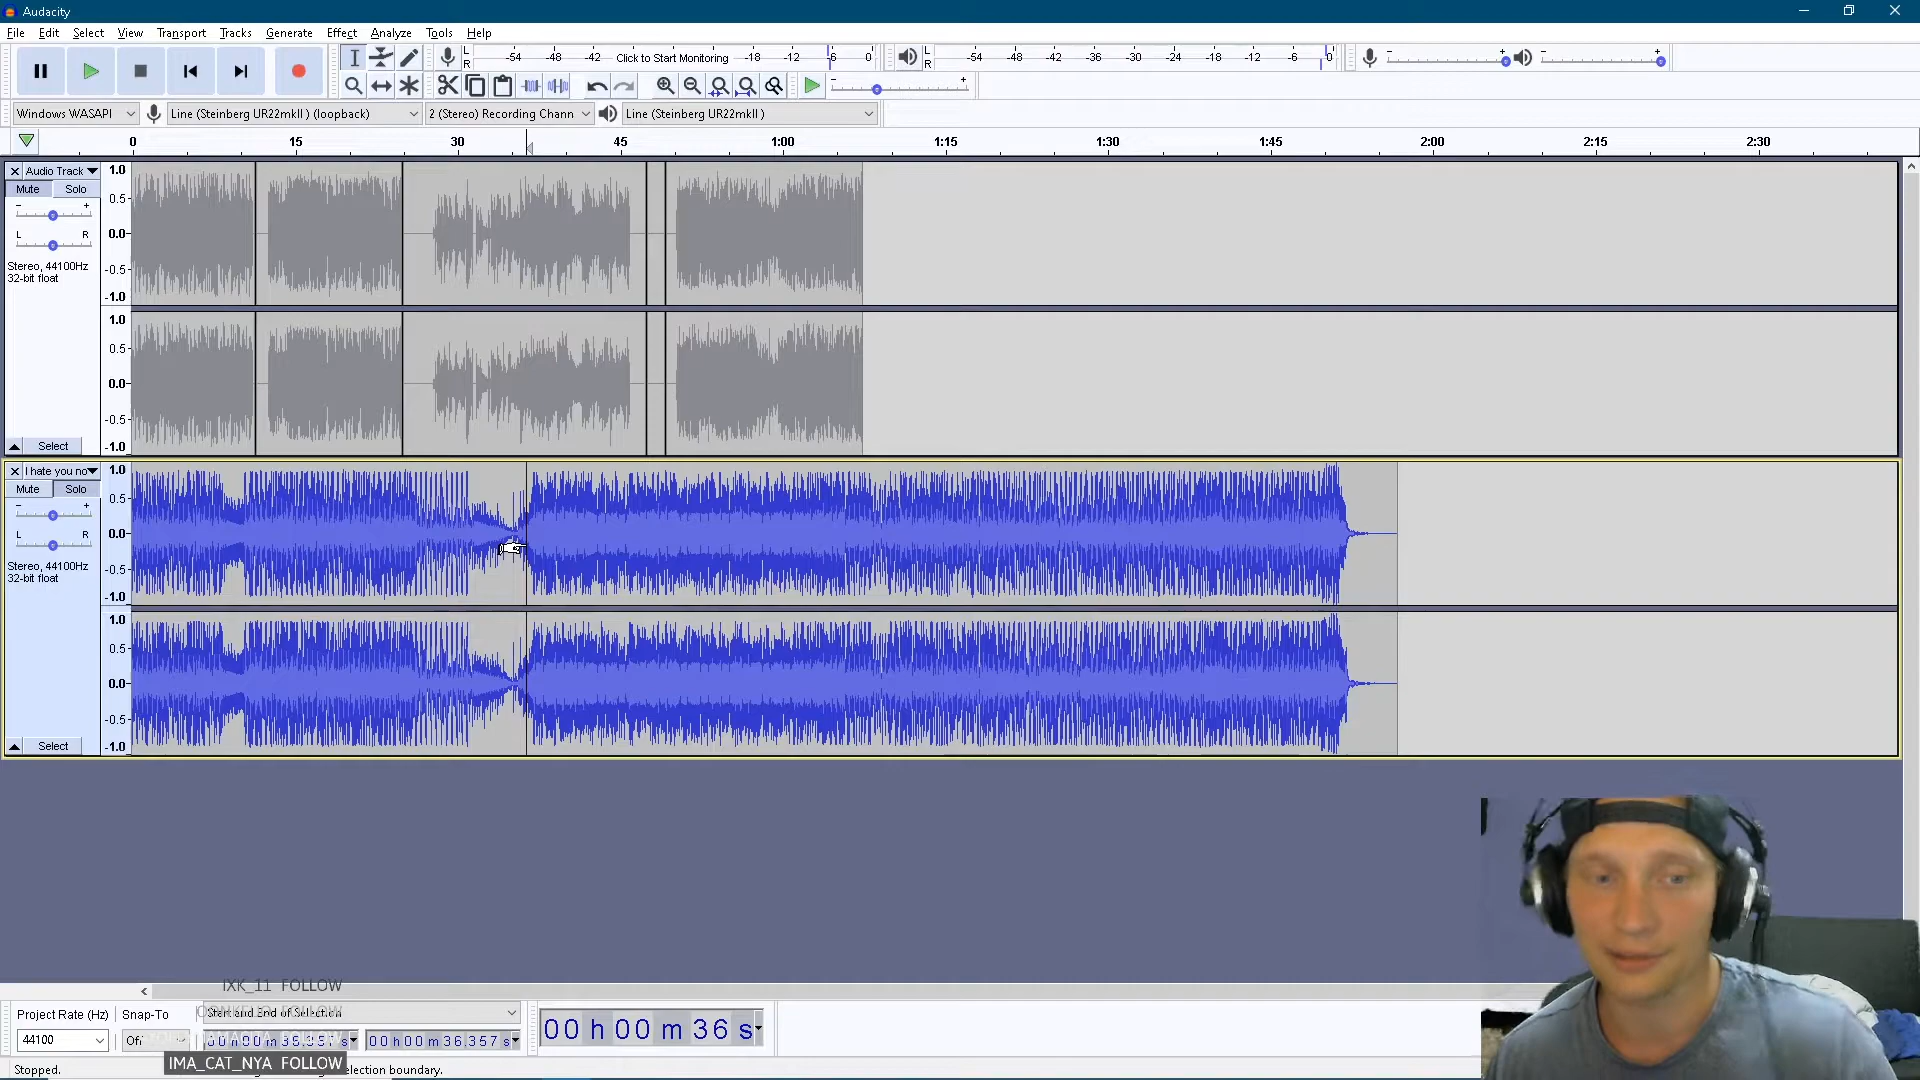 Audacity
File Edit Select View Transport Tracks Generate Effect Analyze Tools Help
L
R
-54 -48 -42 Click to Start Monitoring -18 -12 -6 0
L
R
-54 -48 -42 -36 -30 -24 -18 -12 -6 0
Windows WASAPI
Line (Steinberg UR22mkII ) (loopback)
2 (Stereo) Recording Chann
Line (Steinberg UR22mkII )
0 15 30 45 1:00 1:15 1:30 1:45 2:00 2:15 2:30
Audio Track
Mute Solo
L R
Stereo, 44100Hz
32-bit float
Select
1.0
0.5-
0.0-
-0.5-
-1.0
1.0
0.5-
0.0-
-0.5-
-1.0
I hate you no
Mute Solo
L R
Stereo, 44100Hz
32-bit float
Select
1.0
0.5-
0.0-
-0.5-
-1.0
1.0
0.5-
0.0-
-0.5-
-1.0
IXK_11 FOLLOW
Project Rate (Hz) Snap-To
Start and End of Selection
44100
Off
00 h 00 m 36.357 s
00 h 00 m 36.357 s
00 h 00 m 36 s
IMA_CAT_NYA FOLLOW
Stopped.
election boundary.